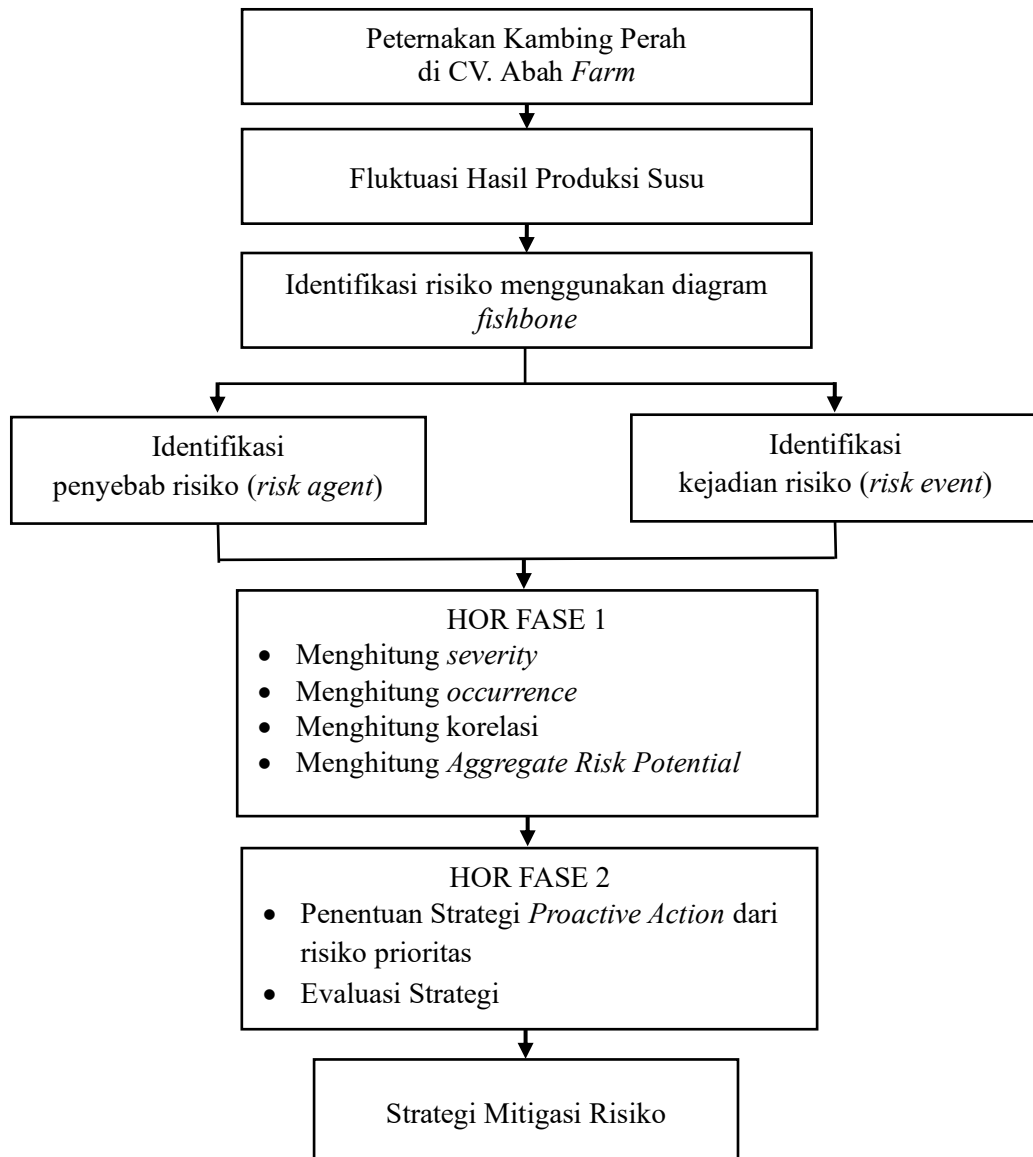 Peternakan Kambing Perah
di CV. Abah Farm
Fluktuasi Hasil Produksi Susu
Identifikasi risiko menggunakan diagram
fishbone
Identifikasi
penyebab risiko (risk agent)
Identifikasi
kejadian risiko (risk event)
HOR FASE 1
• Menghitung severity
• Menghitung occurrence
• Menghitung korelasi
• Menghitung Aggregate Risk Potential
HOR FASE 2
• Penentuan Strategi Proactive Action dari
risiko prioritas
• Evaluasi Strategi
Strategi Mitigasi Risiko